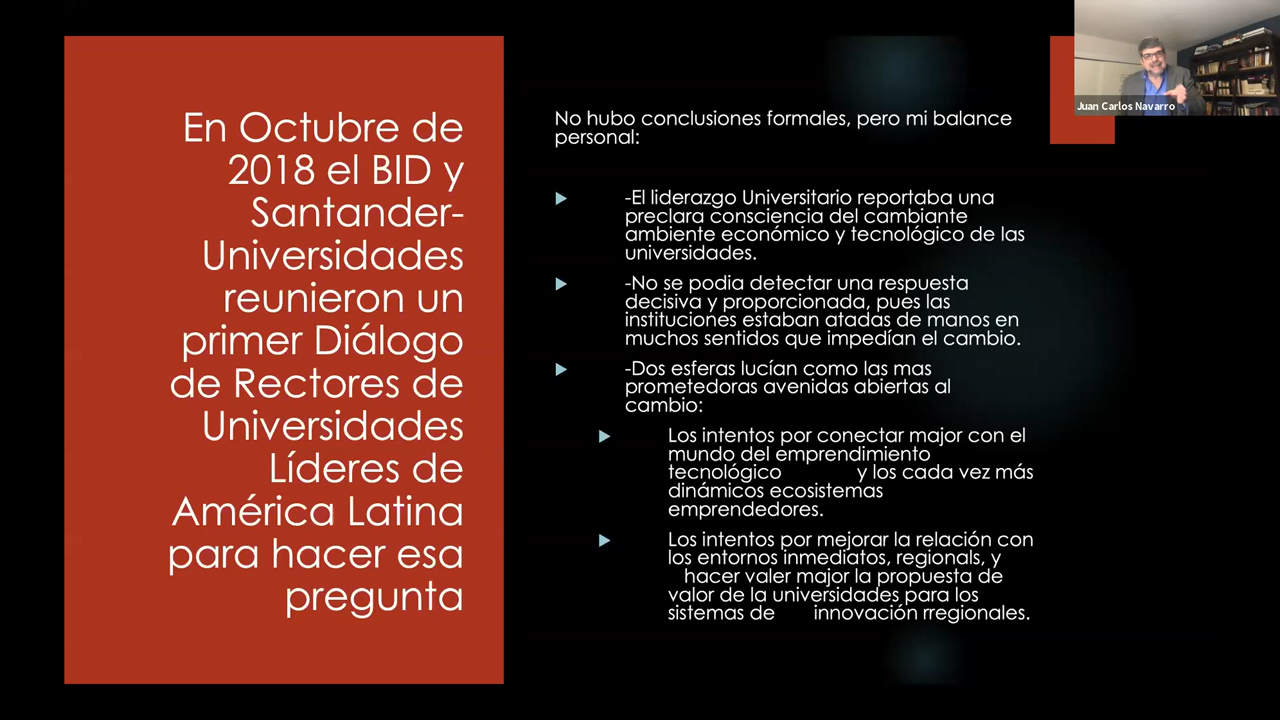 En Octubre de
2018 el BID y
Santander-
Universidades
reunieron un
primer Diálogo
de Rectores de
Universidades
Líderes de
América Latina
para hacer esa
pregunta
No hubo conclusiones formales, pero mi balance
personal:
-El liderazgo Universitario reportaba una
preclara consciencia del cambiante
ambiente económico y tecnológico de las
universidades.
-No se podia detectar una respuesta
decisiva y proporcionada, pues las
instituciones estaban atadas de manos en
muchos sentidos que impedían el cambio.
-Dos esferas lucían como las mas
prometedoras avenidas abiertas al
cambio:
Los intentos por conectar major con el
mundo del emprendimiento
tecnológico y los cada vez más
dinámicos ecosistemas
emprendedores.
Los intentos por mejorar la relación con
los entornos inmediatos, regionals, y
hacer valer major la propuesta de
valor de la universidades para los
sistemas de innovación rregionales.
Juan Carlos Navarro